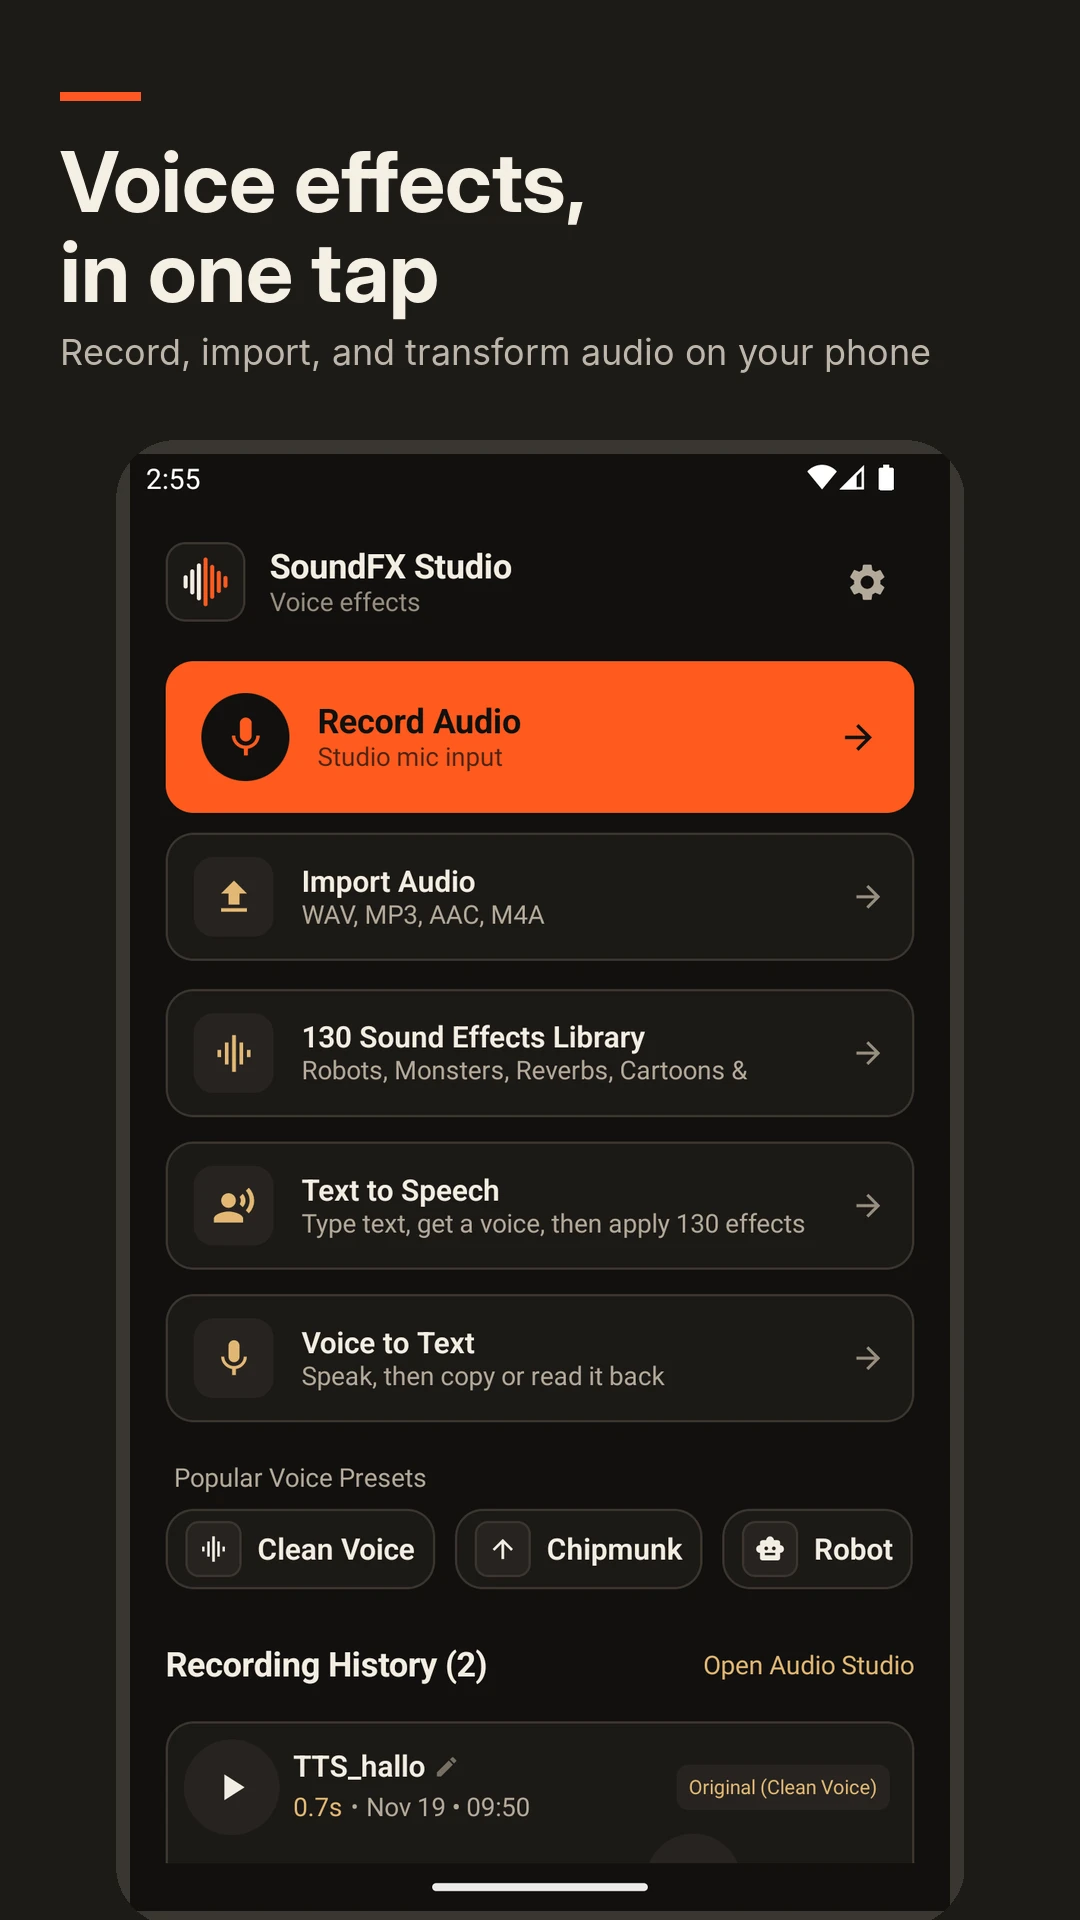 Voice effects,
in one tap
Record, import, and transform audio on your phone
2:55
SoundFX Studio
Voice effects
Record Audio
Studio mic input
Import Audio
WAV, MP3, AAC, M4A
130 Sound Effects Library
Robots, Monsters, Reverbs, Cartoons &
Text to Speech
Type text, get a voice, then apply 130 effects
Voice to Text
Speak, then copy or read it back
Popular Voice Presets
Clean Voice
Chipmunk
Robot
Recording History (2)
Open Audio Studio
TTS_hallo
Original (Clean Voice)
0.7s • Nov 19 • 09:50